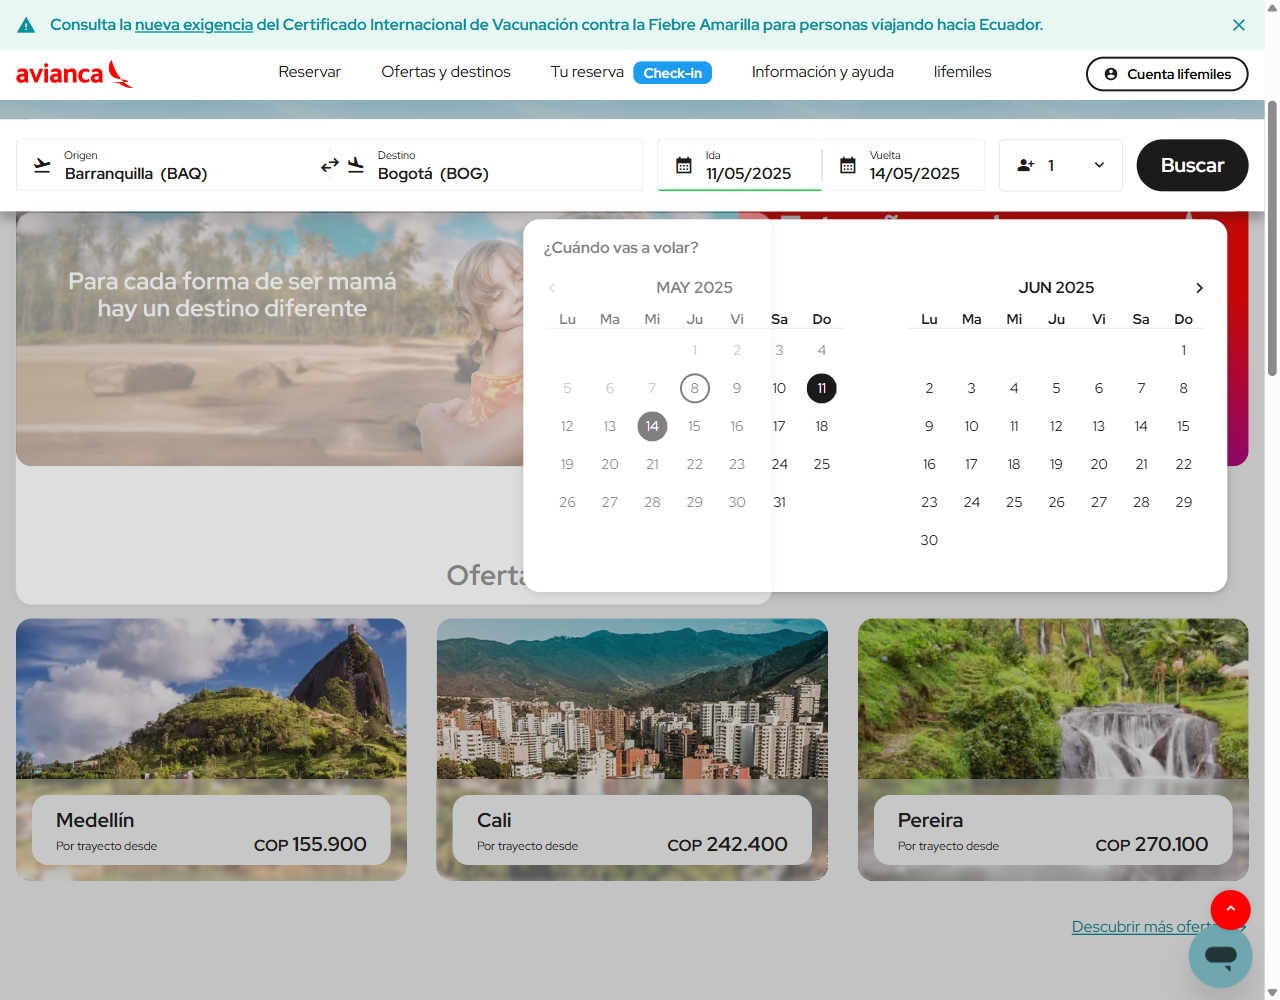 Consulta la nueva exigencia del Certificado Internacional de Vacunación contra la Fiebre Amarilla para personas viajando hacia Ecuador.
avianca
Reservar
Ofertas y destinos
Tu reserva
Check-in
Información y ayuda
lifemiles
Cuenta lifemiles
Origen
Barranquilla (BAQ)
Destino
Bogotá (BOG)
Ida
11/05/2025
Vuelta
14/05/2025
1
Buscar
Para cada forma de ser mamá
hay un destino diferente
¿Cuándo vas a volar?
MAY 2025
Lu Ma Mi Ju Vi Sa Do
1 2 3 4
5 6 7 8 9 10 11
12 13 14 15 16 17 18
19 20 21 22 23 24 25
26 27 28 29 30 31
JUN 2025
Lu Ma Mi Ju Vi Sa Do
1
2 3 4 5 6 7 8
9 10 11 12 13 14 15
16 17 18 19 20 21 22
23 24 25 26 27 28 29
30
Medellín
Por trayecto desde
COP 155.900
Cali
Por trayecto desde
COP 242.400
Pereira
Por trayecto desde
COP 270.100
Descubrir más